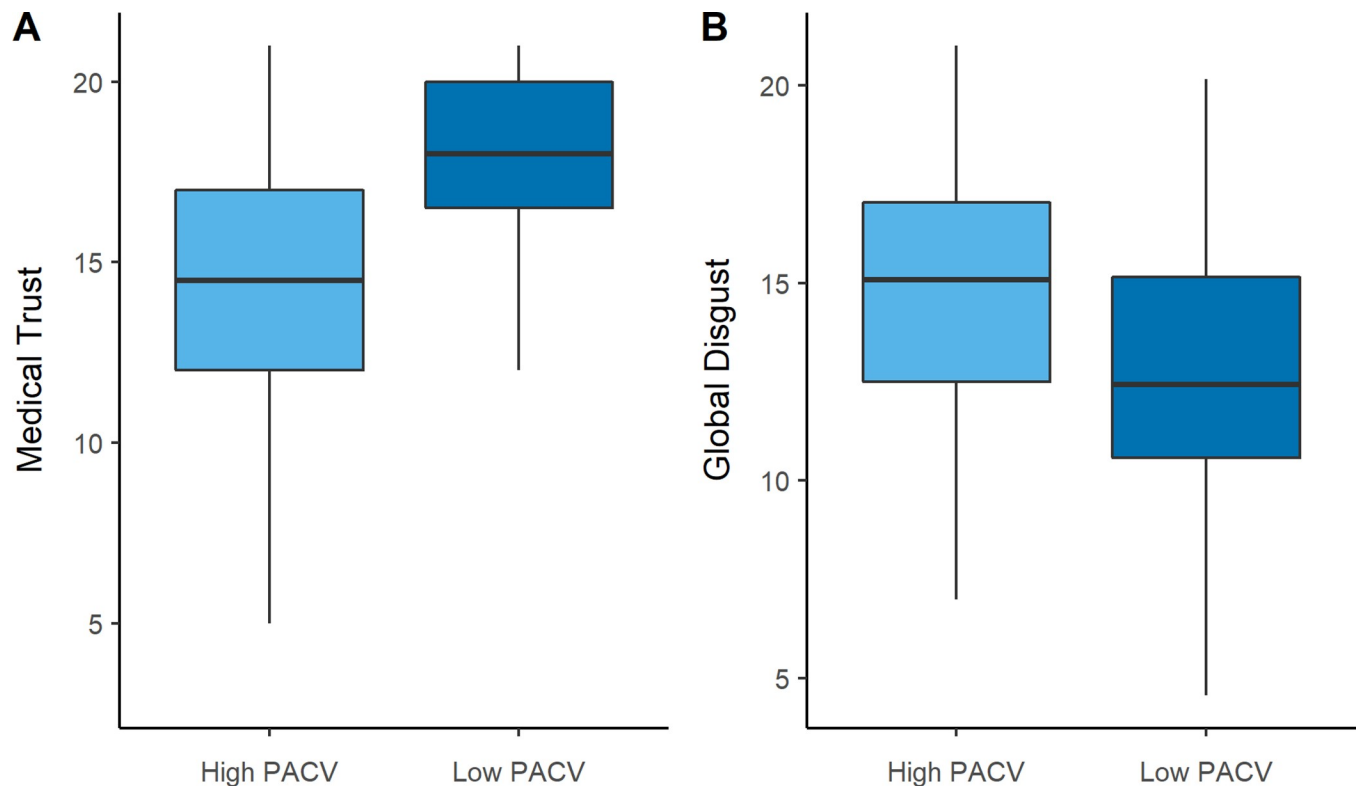 A
Medical Trust
20
15
10
5
High PACV Low PACV
B
Global Disgust
20
15
10
5
High PACV Low PACV